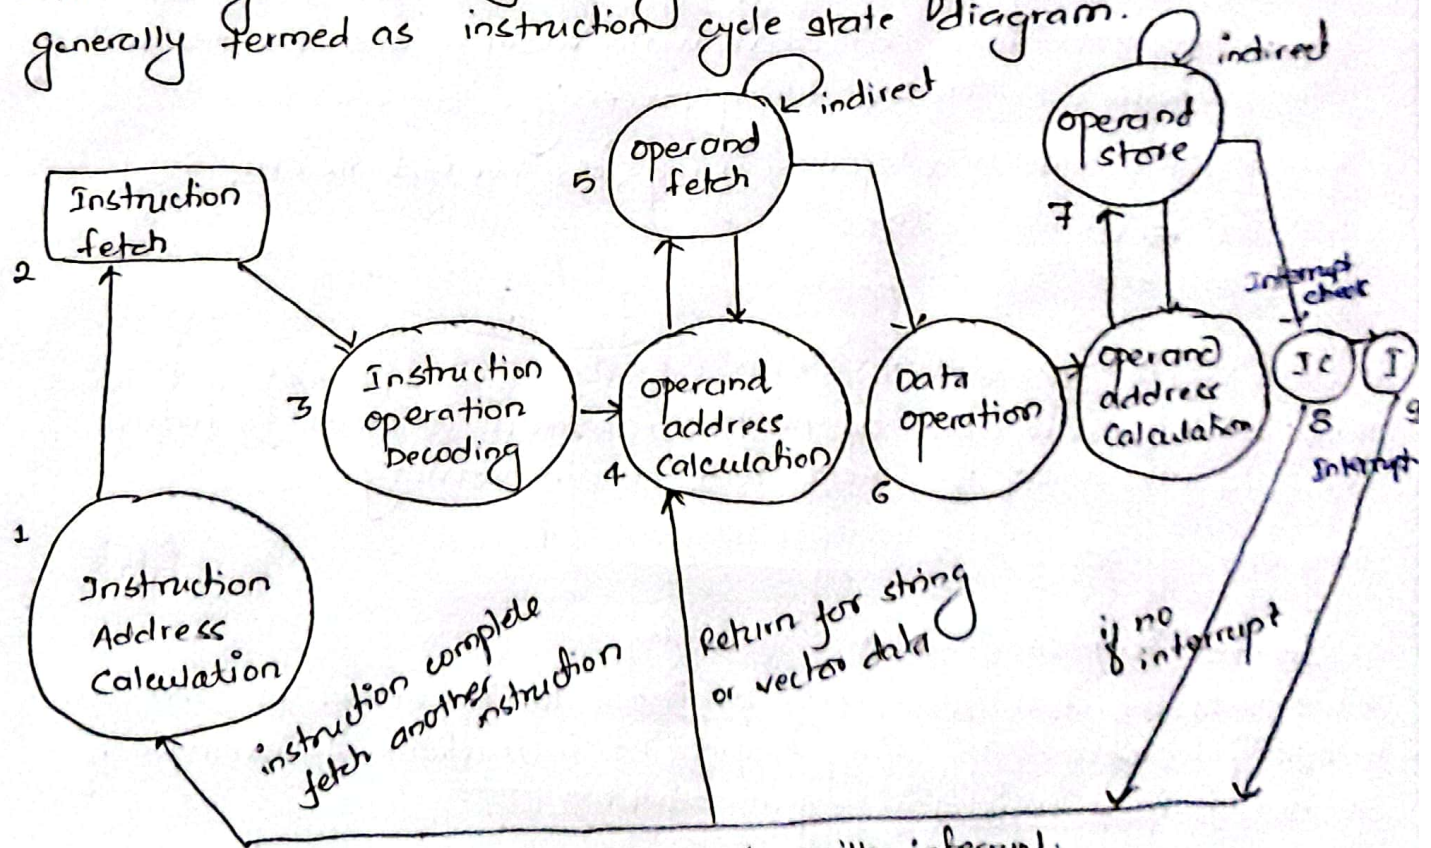 generally termed as instruction cycle state diagram.
indirect
indirect
operand
fetch
5
operand
store
7
Instruction
fetch
2
Interrupt
check
3
Instruction
operation
Decoding
operand
address
calculation
4
Data
operation
6
operand
address
calculation
IC
8
I
9
Interrupt
1
Instruction
Address
Calculation
instruction complete
fetch another
instruction
Return for string
or vector data
if no
interrupt
interrupt.